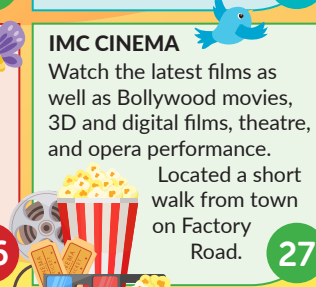 IMC CINEMA
Watch the latest films as
well as Bollywood movies,
3D and digital films, theatre,
and opera performance.
Located a short
walk from town
on Factory
Road.
27
6